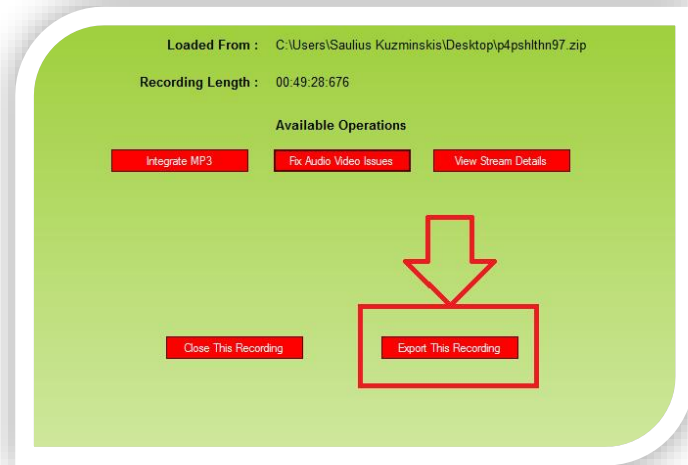 Loaded From : C:\Users\Saulius Kuzminskis\Desktop\p4pshlthn97.zip
Recording Length : 00:49:28:676
Available Operations
Integrate MP3 Fix Audio Video Issues View Stream Details
Close This Recording Export This Recording